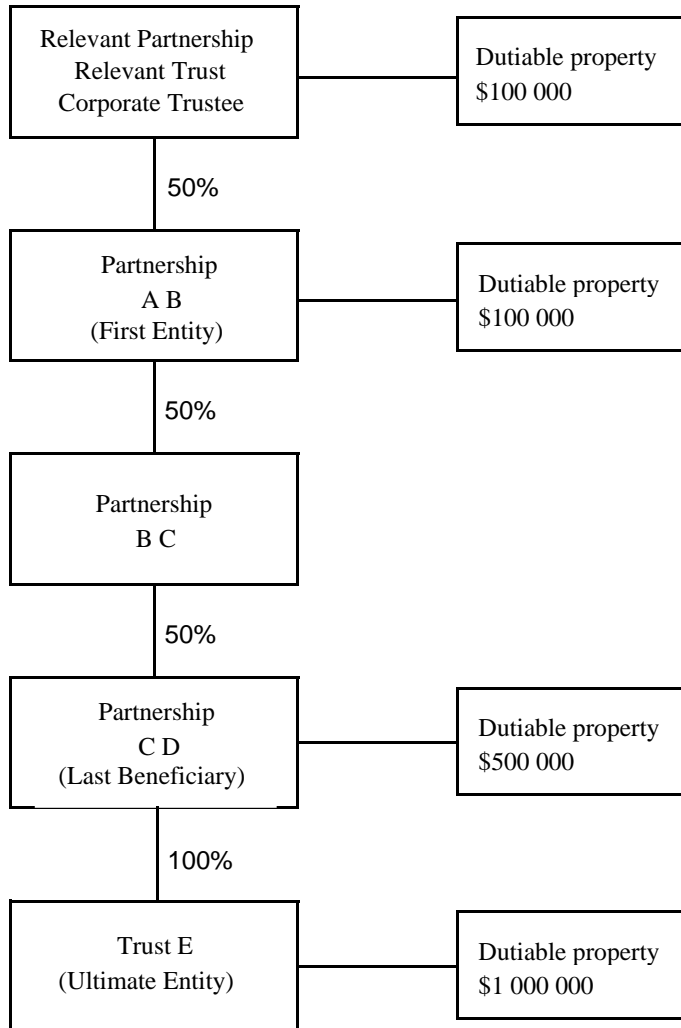 Relevant Partnership
Relevant Trust
Corporate Trustee
Dutiable property
$100 000
50%
Partnership
A B
(First Entity)
Dutiable property
$100 000
50%
Partnership
B C
50%
Partnership
C D
(Last Beneficiary)
Dutiable property
$500 000
100%
Trust E
(Ultimate Entity)
Dutiable property
$1 000 000